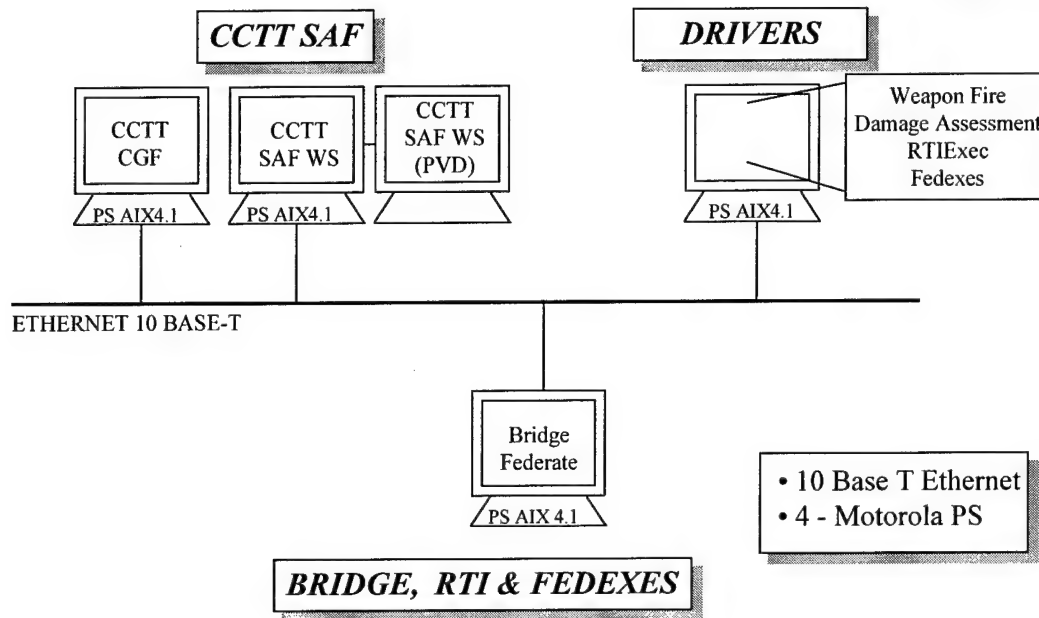 CCTT SAF
DRIVERS
CCTT
CGF
PS AIX4.1
CCTT
SAF WS
PS AIX4.1
CCTT
SAF WS
(PVD)
PS AIX4.1
Weapon Fire
Damage Assessment
RTIExec
Fedexes
ETHERNET 10 BASE-T
Bridge
Federate
PS AIX 4.1
• 10 Base T Ethernet
• 4 - Motorola PS
BRIDGE, RTI & FEDEXES